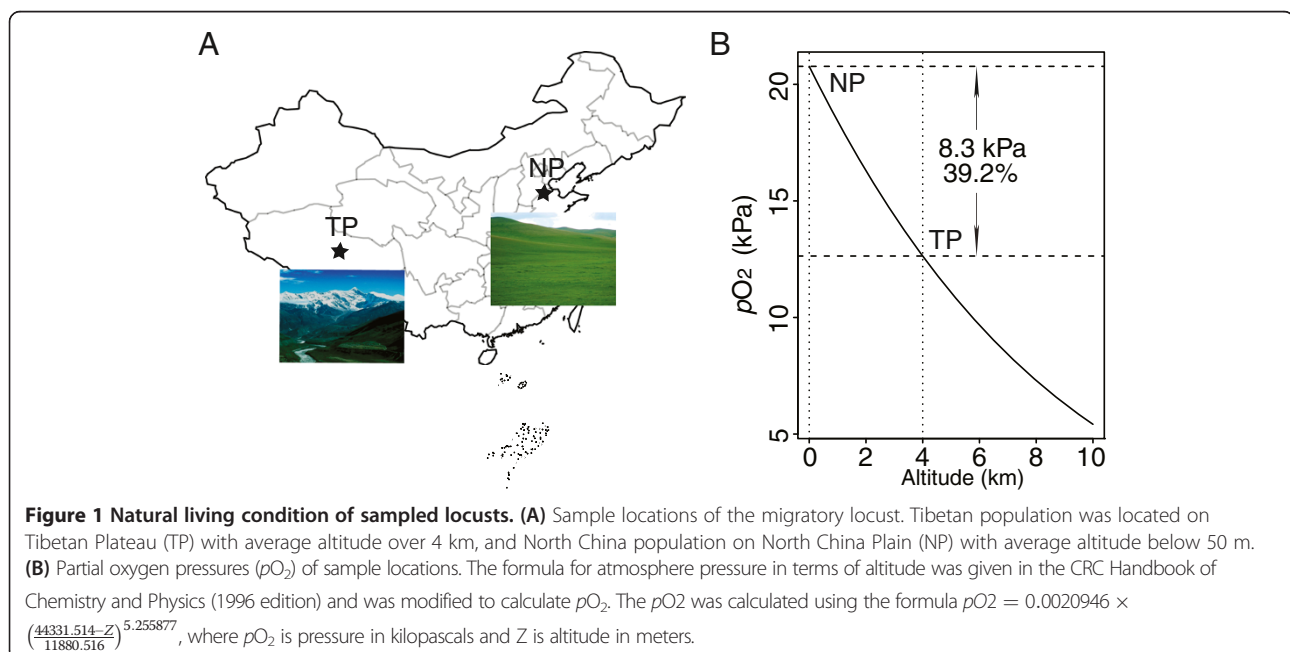 A
NP
TP
B
20
15
10
5
pO2 (kPa)
NP
8.3 kPa
39.2%
TP
0 2 4 6 8 10
Altitude (km)
Figure 1 Natural living condition of sampled locusts. (A) Sample locations of the migratory locust. Tibetan population was located on
Tibetan Plateau (TP) with average altitude over 4 km, and North China population on North China Plain (NP) with average altitude below 50 m.
(B) Partial oxygen pressures (pO₂) of sample locations. The formula for atmosphere pressure in terms of altitude was given in the CRC Handbook of
Chemistry and Physics (1996 edition) and was modified to calculate pO₂. The pO2 was calculated using the formula pO2 = 0.0020946 ×
(44331.514−Z / 11880.516)^5.255877, where pO₂ is pressure in kilopascals and Z is altitude in meters.